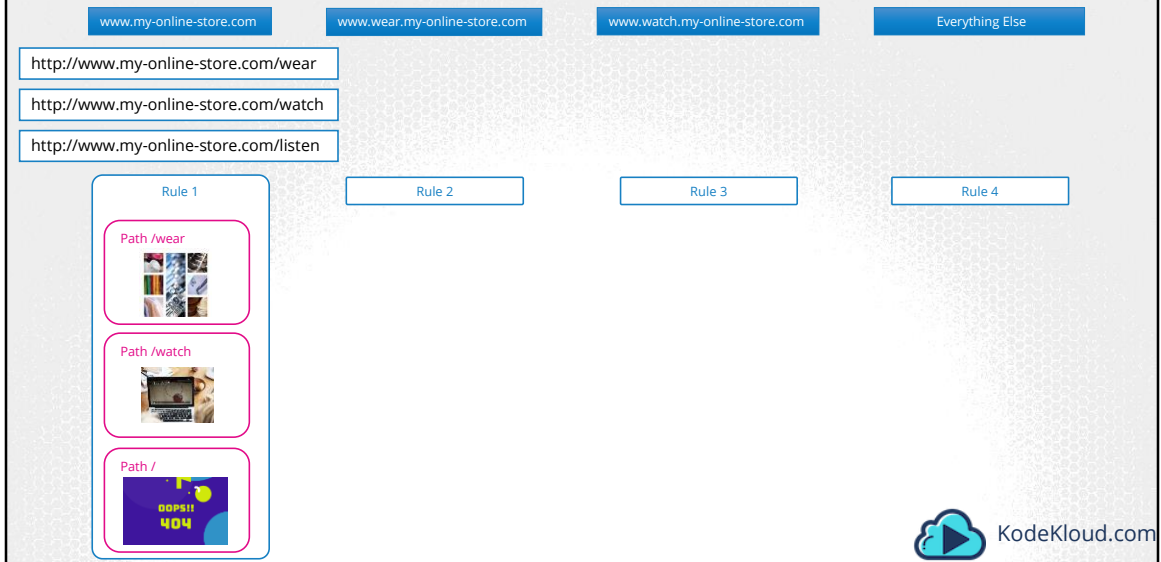 www.my-online-store.com
www.wear.my-online-store.com
www.watch.my-online-store.com
Everything Else
http://www.my-online-store.com/wear
http://www.my-online-store.com/watch
http://www.my-online-store.com/listen
Rule 1
Rule 2
Rule 3
Rule 4
Path /wear
Path /watch
Path /
OOPS!!
404
KodeKloud.com